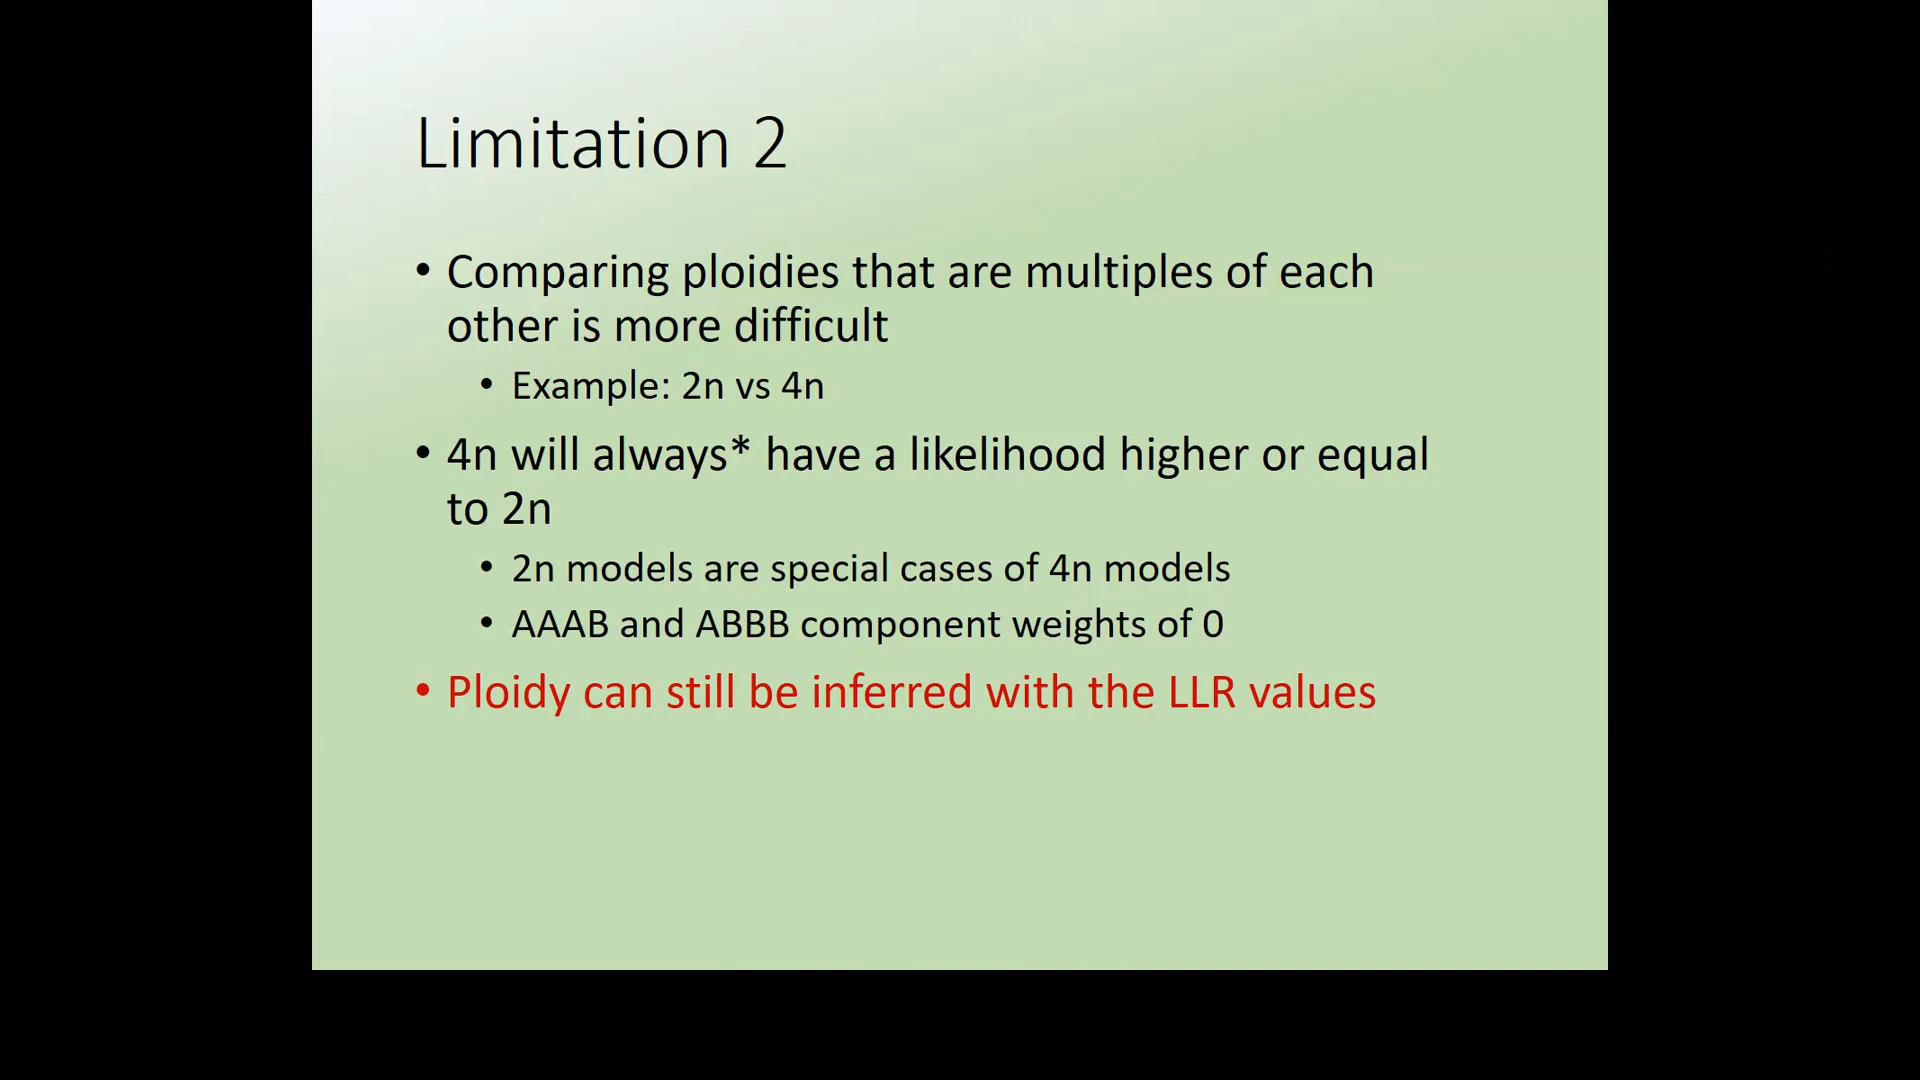 Limitation 2
• Comparing ploidies that are multiples of each
other is more difficult
• Example: 2n vs 4n
• 4n will always* have a likelihood higher or equal
to 2n
• 2n models are special cases of 4n models
• AAAB and ABBB component weights of 0
• Ploidy can still be inferred with the LLR values